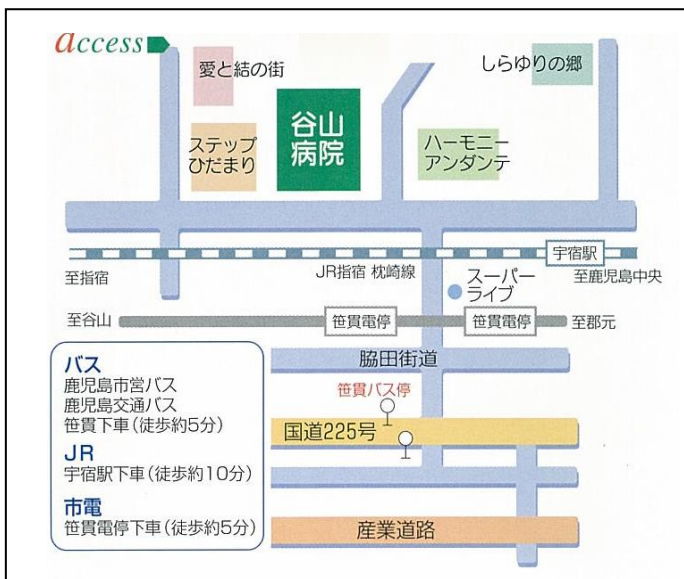 access
愛と結の街
しらゆりの郷
谷山
病院
ステップ
ひだまり
ハーモニー
アンダンテ
宇宿駅
至指宿
JR指宿 枕崎線
至鹿児島中央
スーパー
ライブ
至谷山
笹貫電停
笹貫電停
至郡元
脇田街道
笹貫バス停
国道225号
産業道路
バス
鹿児島市営バス
鹿児島交通バス
笹貫下車(徒歩約5分)
JR
宇宿駅下車(徒歩約10分)
市電
笹貫電停下車(徒歩約5分)